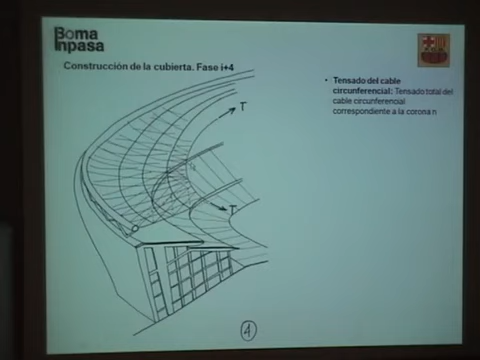 Boma
Inpasa
Construcción de la cubierta. Fase i+4
• Tensado del cable
circunferencial: Tensado total del
cable circunferencial
correspondiente a la corona n
T
T
4